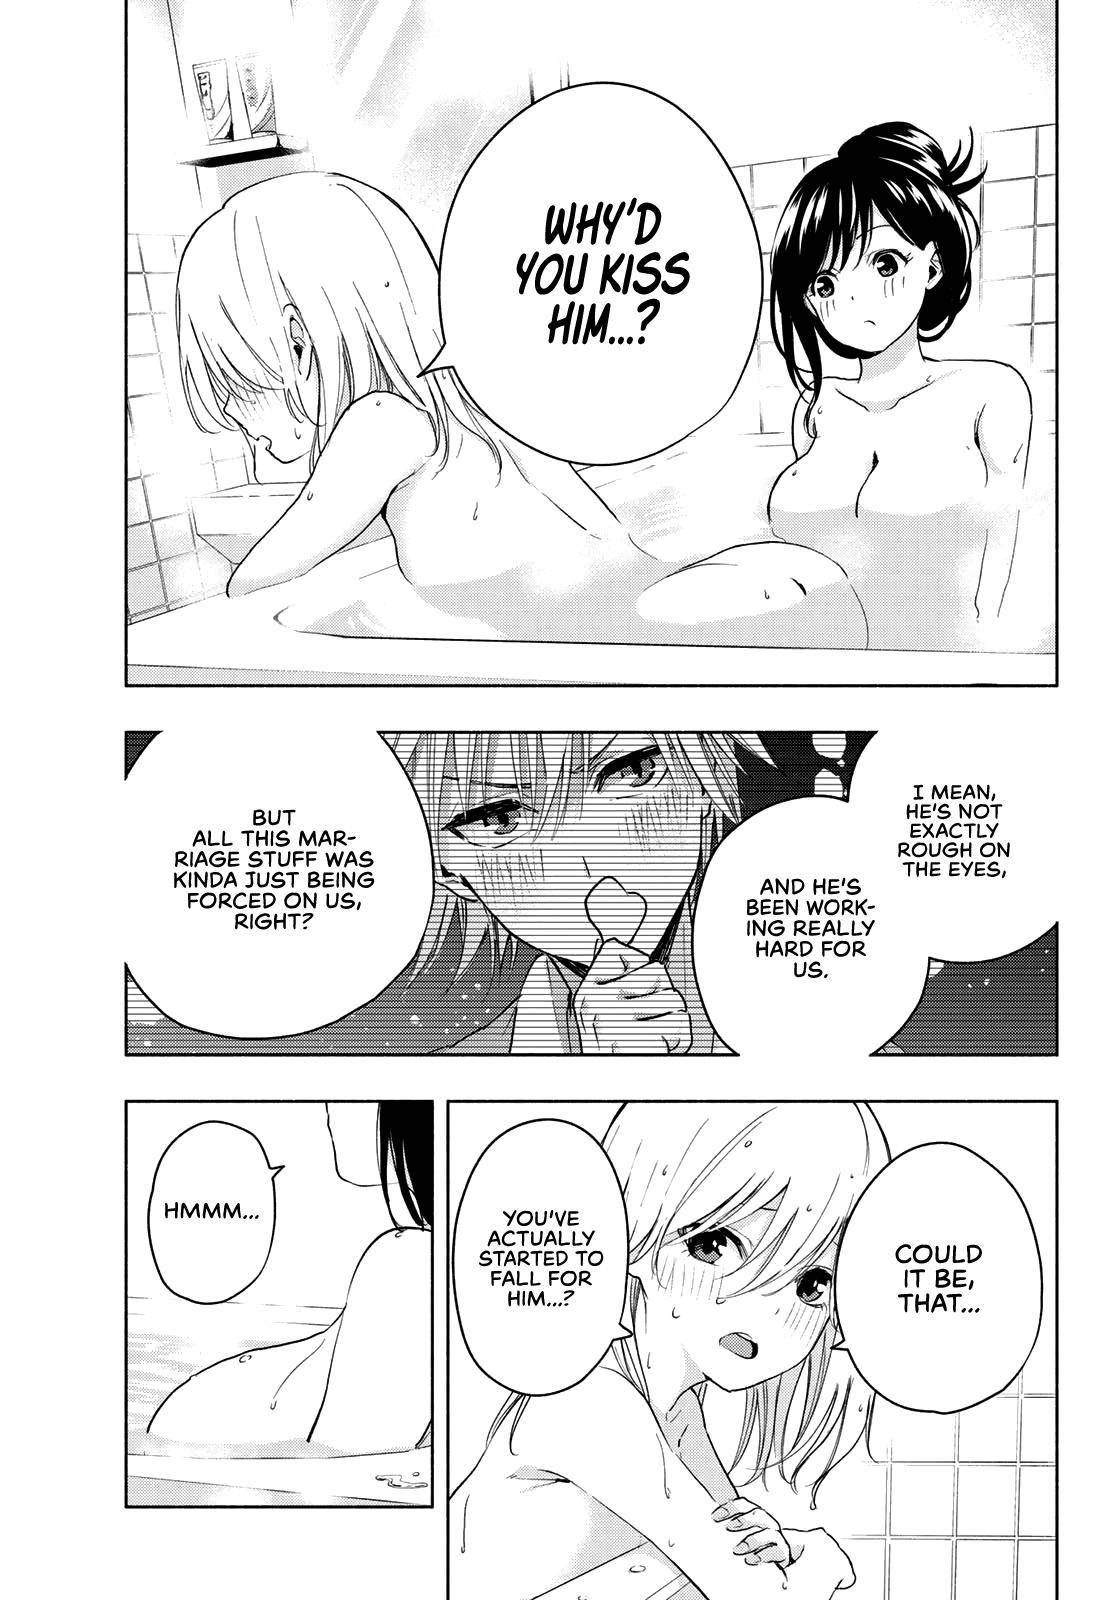 WHY'D
YOU KISS
HIM...?
I MEAN,
HE'S NOT
EXACTLY
ROUGH ON
THE EYES,
AND HE'S
BEEN WORK-
ING REALLY
HARD FOR
US.
BUT
ALL THIS MAR-
RIAGE STUFF WAS
KINDA JUST BEING
FORCED ON US,
RIGHT?
COULD
IT BE,
THAT...
YOU'VE
ACTUALLY
STARTED TO
FALL FOR
HIM...?
HMMM...